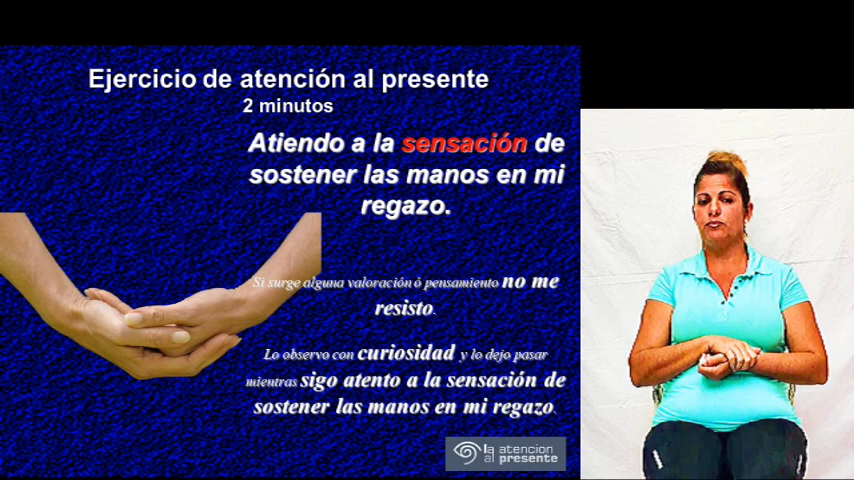 Ejercicio de atención al presente
2 minutos
Atiendo a la sensación de
sostener las manos en mi
regazo.
Si surge alguna valoración ò pensamiento no me
resisto.
Lo observo con curiosidad y lo dejo pasar
mientras sigo atento a la sensación de
sostener las manos en mi regazo.
la atencion
al presente